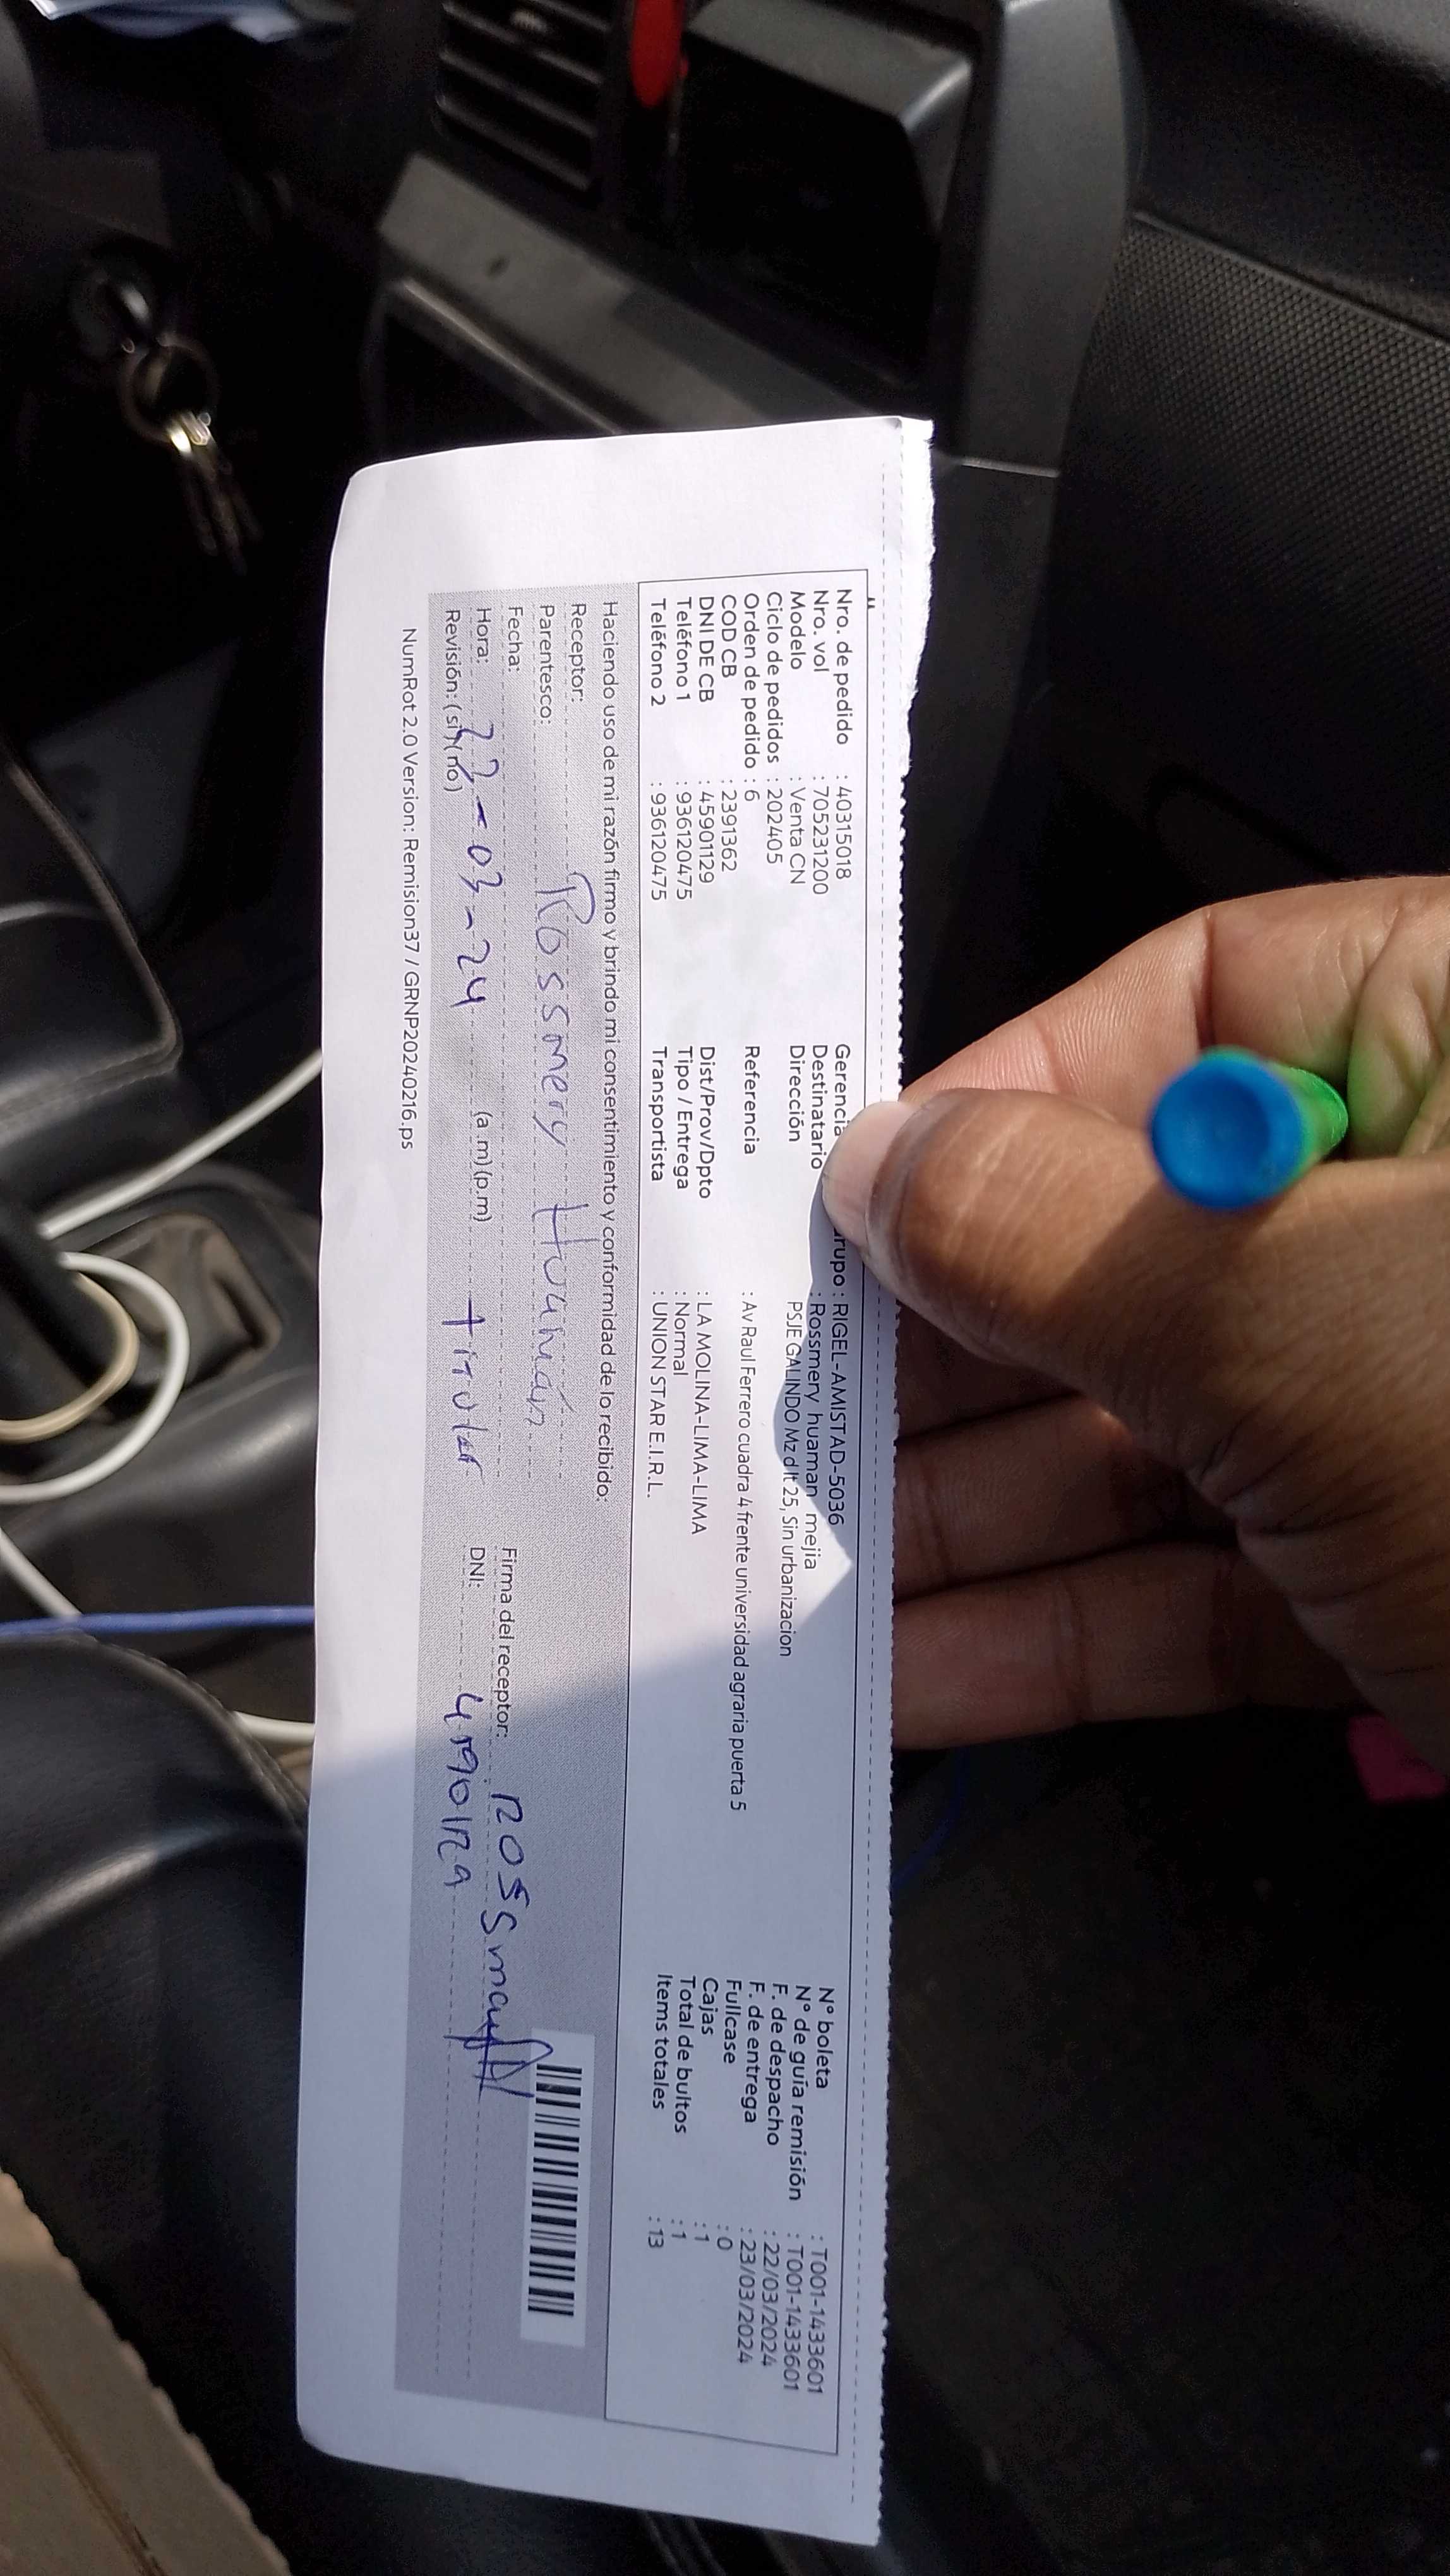 Nro. de pedido : 40315018
Nro. vol : 705231200
Modelo : Venta CN
Ciclo de pedidos : 202405
Orden de pedido : 6
COD CB : 2391362
DNI DE CB : 45901129
Teléfono 1 : 936120475
Teléfono 2 : 936120475
Gerencia rupo : RIGEL-AMISTAD-5036
Destinatario : Rossmery huaman mejia
Dirección PSJE GALINDO Mz d lt 25, Sin urbanizacion
Referencia : Av Raul Ferrero cuadra 4 frente universidad agraria puerta 5
Dist/Prov/Dpto : LA MOLINA-LIMA-LIMA
Tipo / Entrega : Normal
Transportista : UNION STAR E.I.R.L.
N° boleta : T001-1433601
N° de guía remisión : T001-1433601
F. de despacho : 22/03/2024
F. de entrega : 23/03/2024
Fullcase : 0
Cajas : 1
Total de bultos : 1
Items totales : 13
Haciendo uso de mi razón firmo y brindo mi consentimiento y conformidad de lo recibido:
Receptor: Rossmery Huamán
Parentesco:
Fecha:
Hora: 23-03-24 (a.m)(p.m) titular
Revisión: (si) (no)
Firma del receptor: Rossmery
DNI: 45901129
NumRot 2.0 Version: Remision37 / GRNP20240216.ps